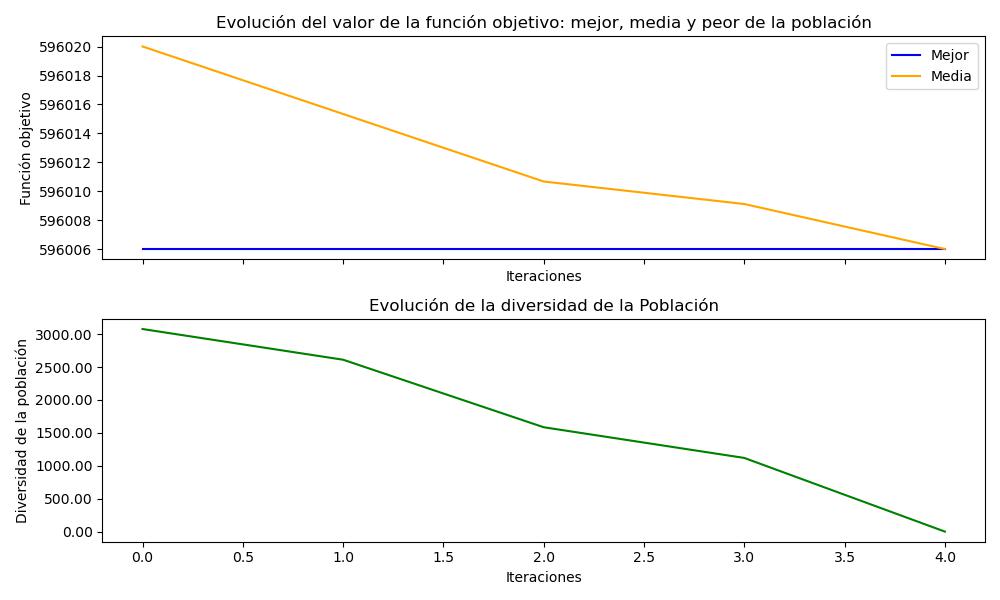 Evolución del valor de la función objetivo: mejor, media y peor de la población
Función objetivo
596020
596018
596016
596014
596012
596010
596008
596006
Mejor
Media
Iteraciones
Evolución de la diversidad de la Población
Diversidad de la población
3000.00
2500.00
2000.00
1500.00
1000.00
500.00
0.00
0.0 0.5 1.0 1.5 2.0 2.5 3.0 3.5 4.0
Iteraciones